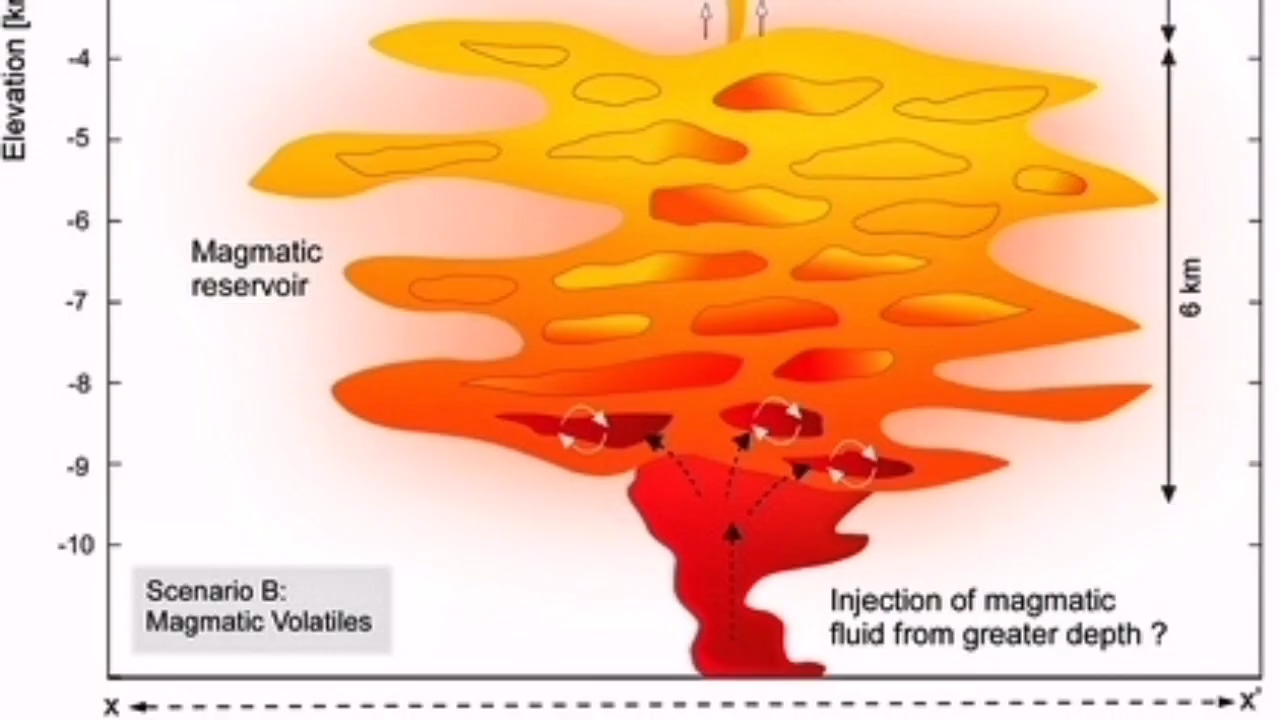 Elevation [km
-4
-5
-6
-7
-8
-9
-10
Magmatic
reservoir
6 km
Scenario B:
Magmatic Volatiles
Injection of magmatic
fluid from greater depth ?
X
X'